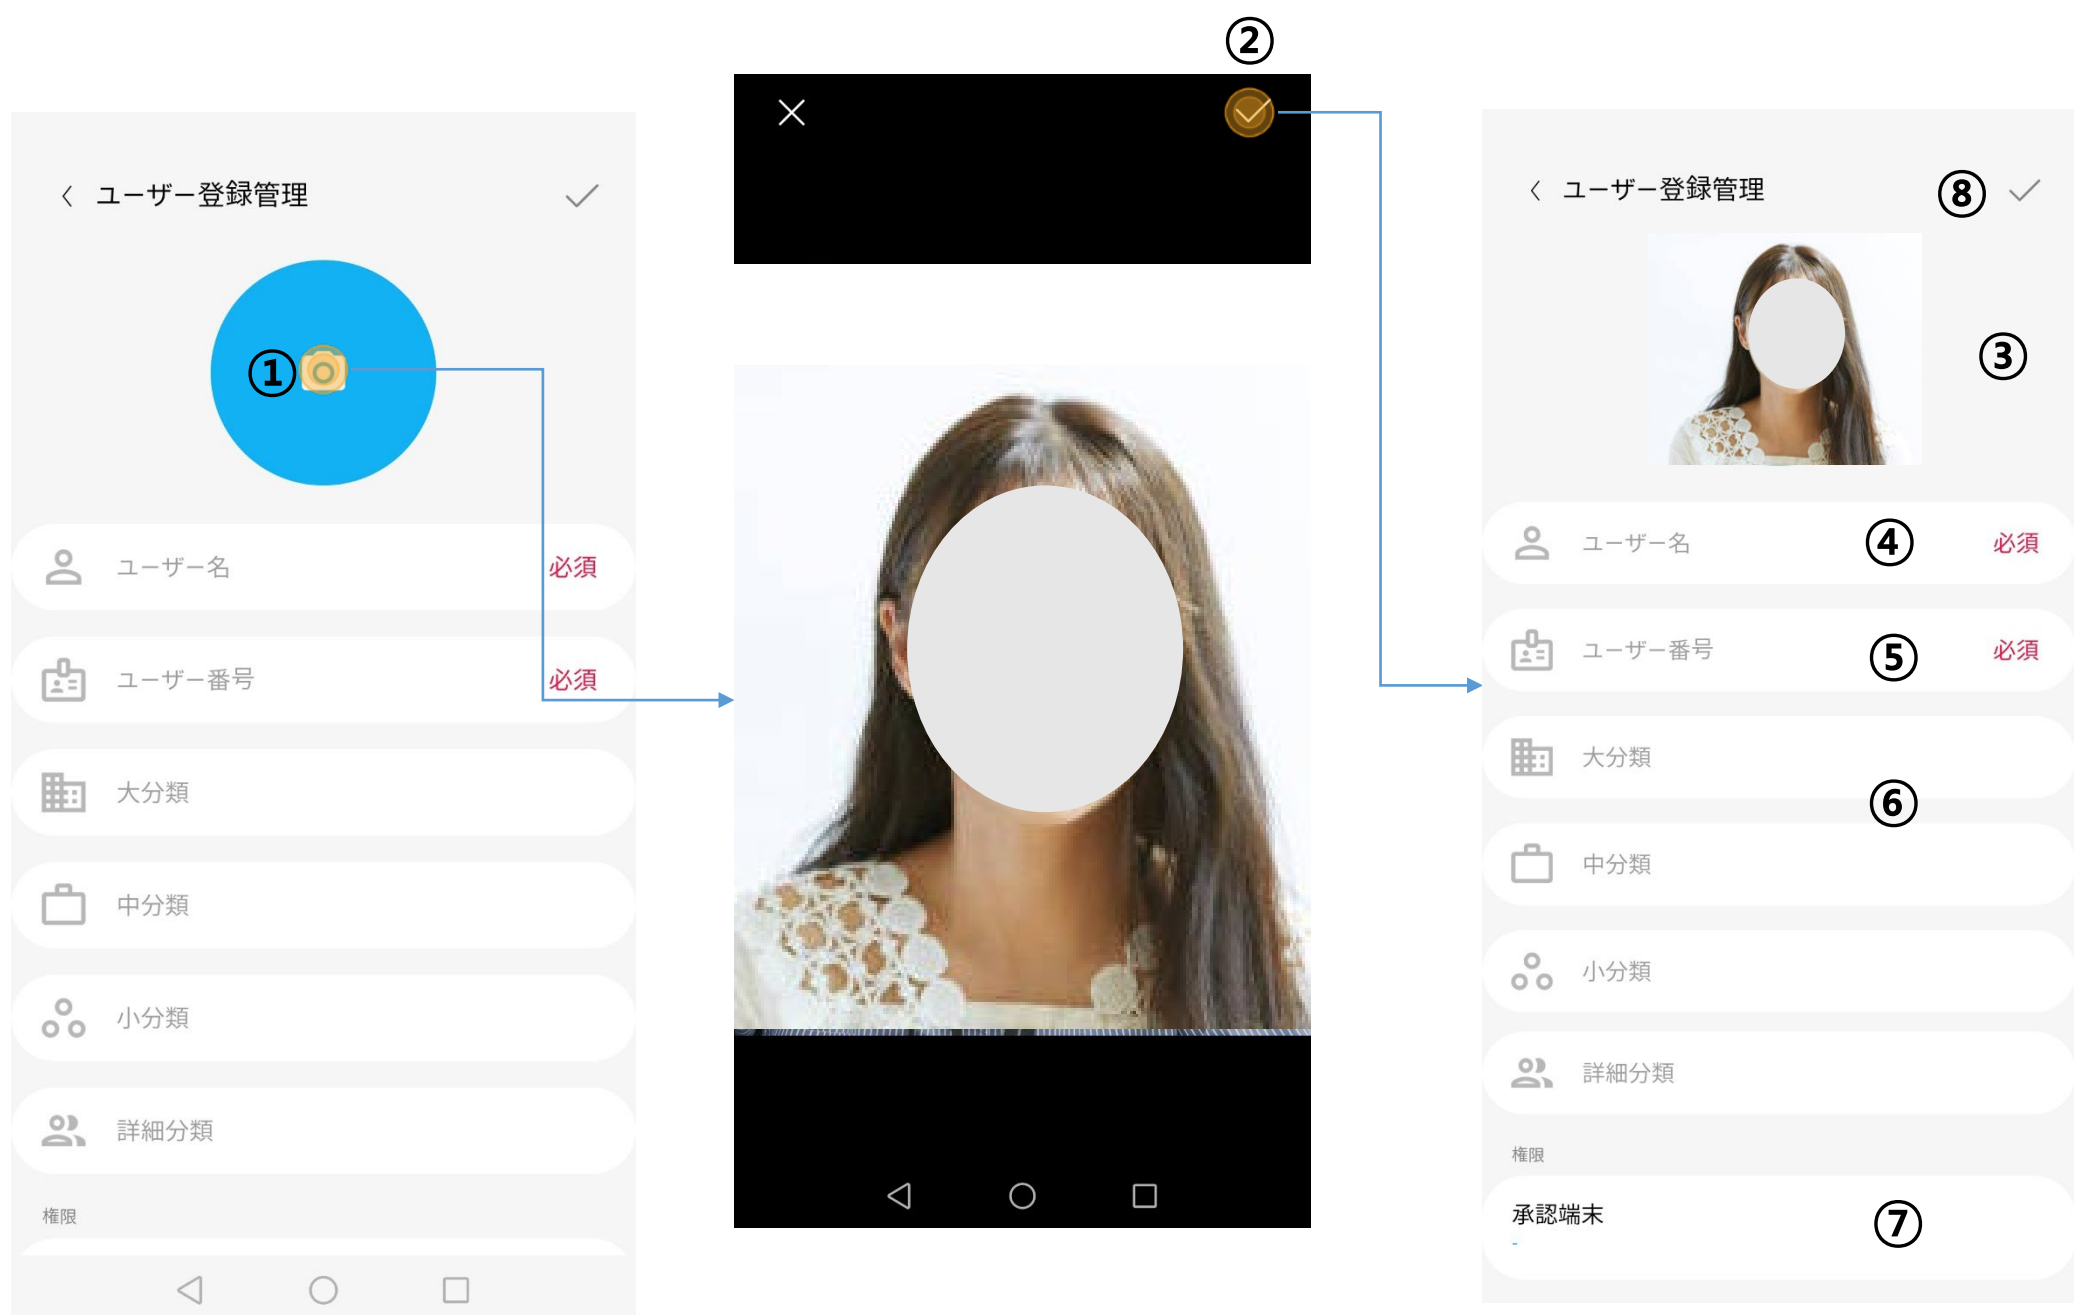 ユーザー登録管理
①
ユーザー名
必須
ユーザー番号
必須
大分類
中分類
小分類
詳細分類
権限
②
ユーザー登録管理
⑧
③
ユーザー名
④
必須
ユーザー番号
⑤
必須
大分類
⑥
中分類
小分類
詳細分類
権限
承認端末
⑦
-